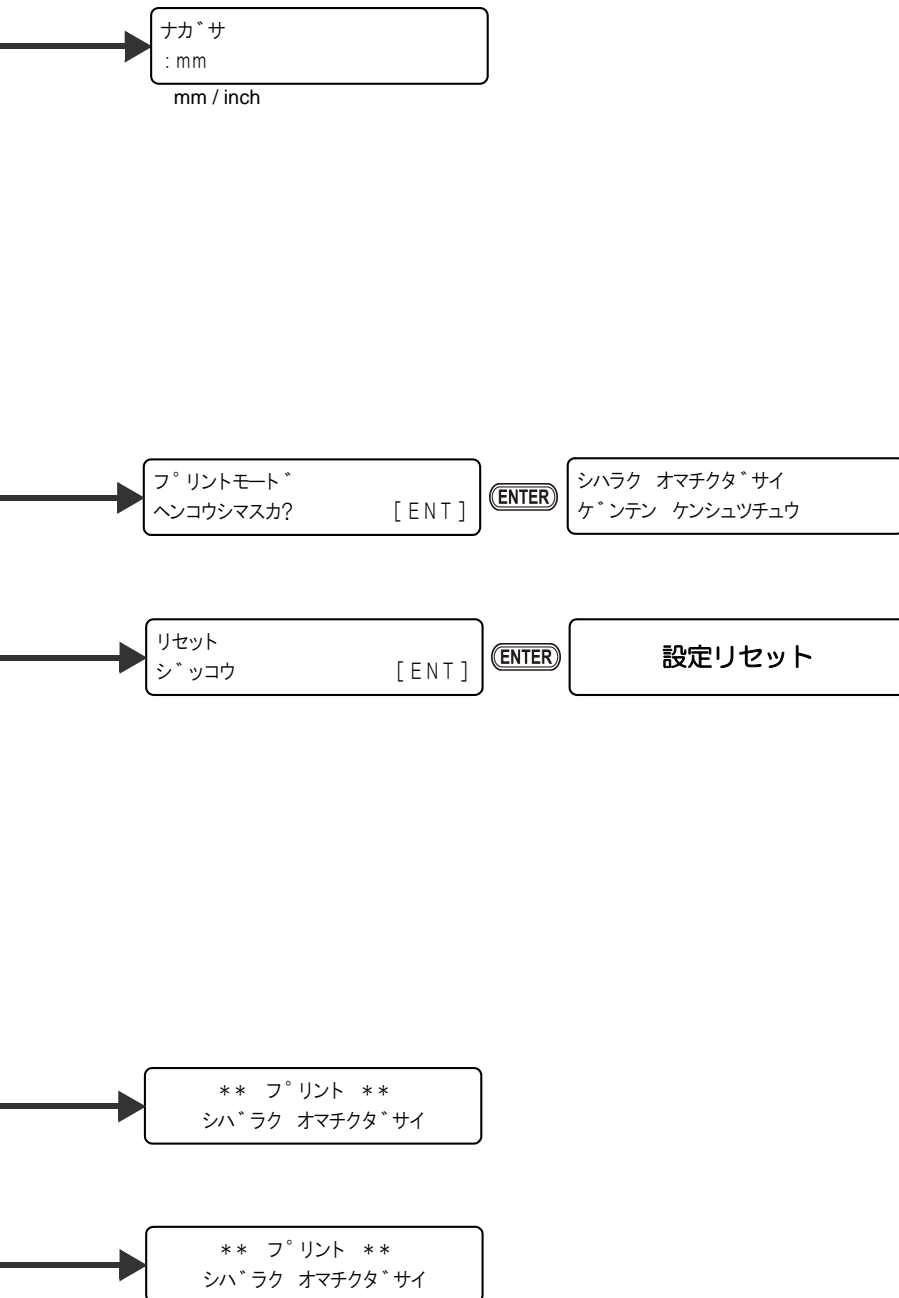 ナカ゛サ
:mm
mm / inch
フ゜リントモート゛
ヘンコウシマスカ? [ENT]
ENTER
シハラク オマチクタ゛サイ
ケ゛ンテン ケンシュツチュウ
リセット
シ゛ッコウ [ENT]
ENTER
設定リセット
** フ゜リント **
シハ゛ラク オマチクタ゛サイ
** フ゜リント **
シハ゛ラク オマチクタ゛サイ